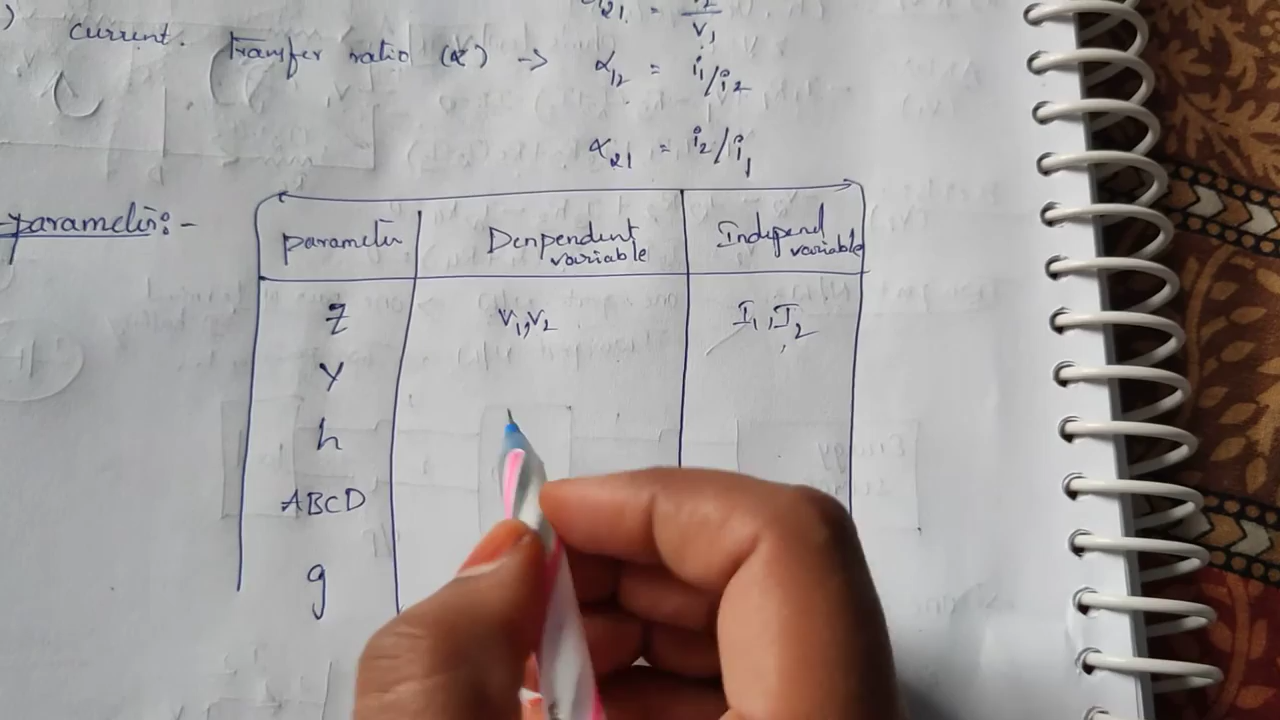 )
current. Transfer ratio (α) → α12 = i1/i2
α21 = i2/i1
-parameter:-
parameter Denpendent variable Independ variable
z V1,V2 I1,I2
y
h
ABCD
g